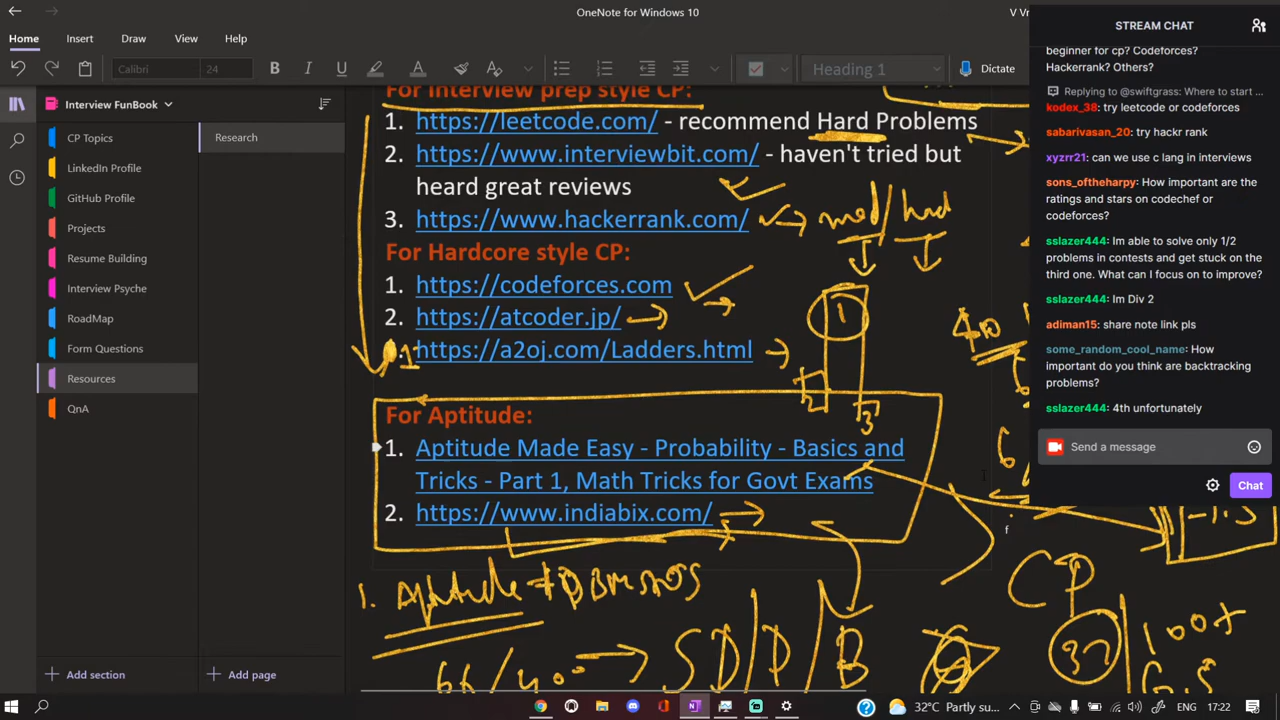 OneNote for Windows 10
V Vr
Home
Insert
Draw
View
Help
Calibri
24
B
I
U
Heading 1
Dictate
Interview FunBook
CP Topics
LinkedIn Profile
GitHub Profile
Projects
Resume Building
Interview Psyche
RoadMap
Form Questions
Resources
QnA
Add section
Research
Add page
For Interview prep style CP:
1. https://leetcode.com/ - recommend Hard Problems
2. https://www.interviewbit.com/ - haven't tried but
heard great reviews
3. https://www.hackerrank.com/
med/hard
For Hardcore style CP:
1. https://codeforces.com
2. https://atcoder.jp/
https://a2oj.com/Ladders.html
1
2
3
For Aptitude:
1. Aptitude Made Easy - Probability - Basics and
Tricks - Part 1, Math Tricks for Govt Exams
2. https://www.indiabix.com/
1. Aptitude
SD/P/B
CP
37
100+
STREAM CHAT
beginner for cp? Codeforces?
Hackerrank? Others?
Replying to @swiftgrass: Where to start ...
kodex_38: try leetcode or codeforces
sabarivasan_20: try hackr rank
xyzrr21: can we use c lang in interviews
sons_oftheharpy: How important are the
ratings and stars on codechef or
codeforces?
sslazer444: Im able to solve only 1/2
problems in contests and get stuck on the
third one. What can I focus on to improve?
sslazer444: Im Div 2
adiman15: share note link pls
some_random_cool_name: How
important do you think are backtracking
problems?
sslazer444: 4th unfortunately
Send a message
Chat
32°C Partly su...
ENG
17:22